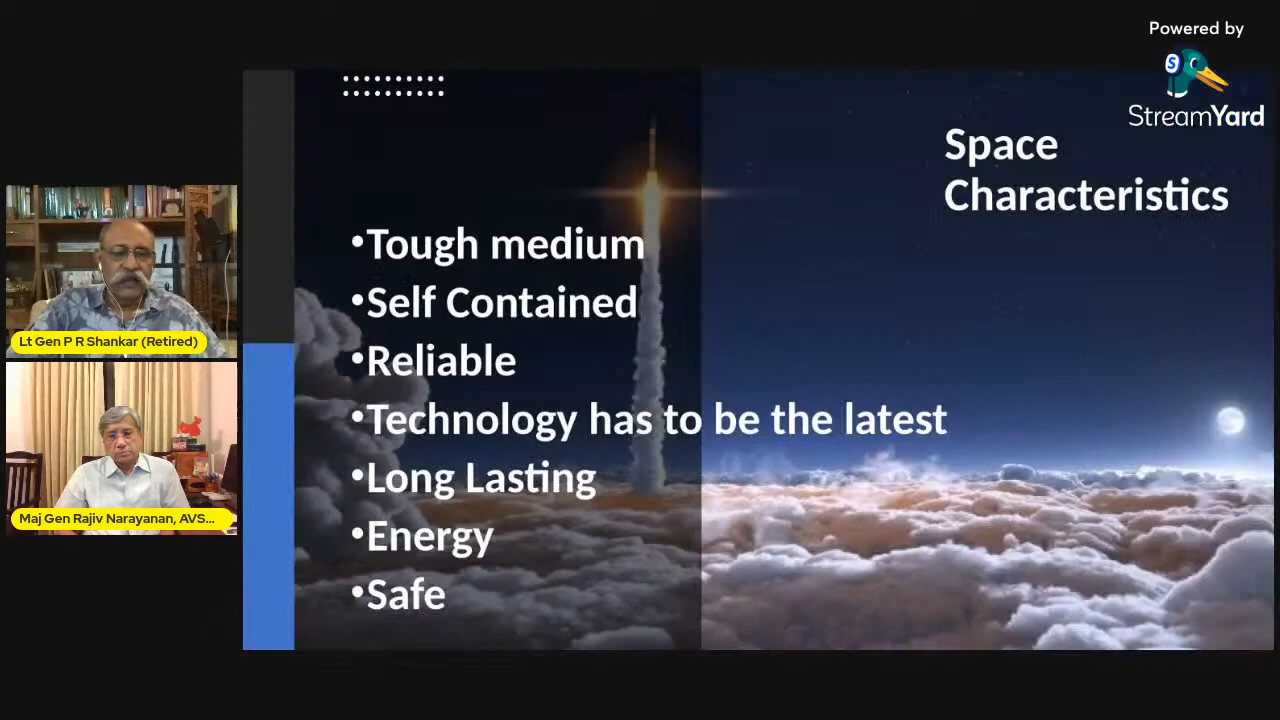 Powered by
S
StreamYard
Space
Characteristics
•Tough medium
•Self Contained
•Reliable
•Technology has to be the latest
•Long Lasting
•Energy
•Safe
Lt Gen P R Shankar (Retired)
Maj Gen Rajiv Narayanan, AVS...